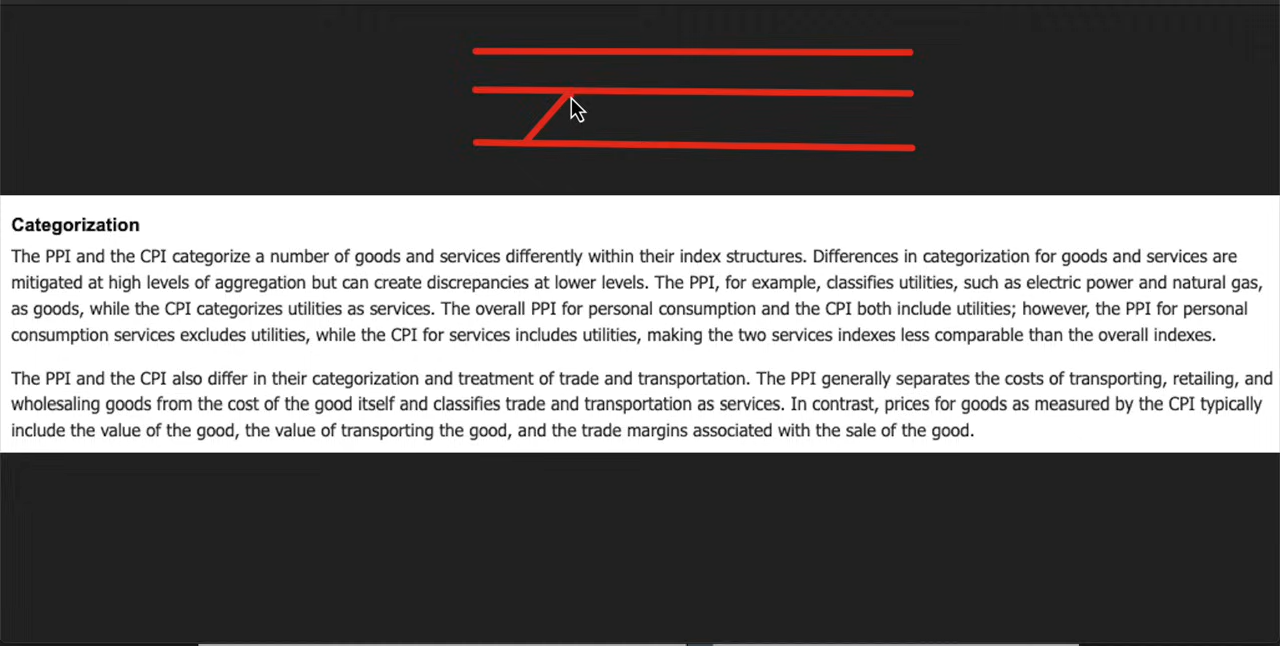 Categorization
The PPI and the CPI categorize a number of goods and services differently within their index structures. Differences in categorization for goods and services are
mitigated at high levels of aggregation but can create discrepancies at lower levels. The PPI, for example, classifies utilities, such as electric power and natural gas,
as goods, while the CPI categorizes utilities as services. The overall PPI for personal consumption and the CPI both include utilities; however, the PPI for personal
consumption services excludes utilities, while the CPI for services includes utilities, making the two services indexes less comparable than the overall indexes.
The PPI and the CPI also differ in their categorization and treatment of trade and transportation. The PPI generally separates the costs of transporting, retailing, and
wholesaling goods from the cost of the good itself and classifies trade and transportation as services. In contrast, prices for goods as measured by the CPI typically
include the value of the good, the value of transporting the good, and the trade margins associated with the sale of the good.